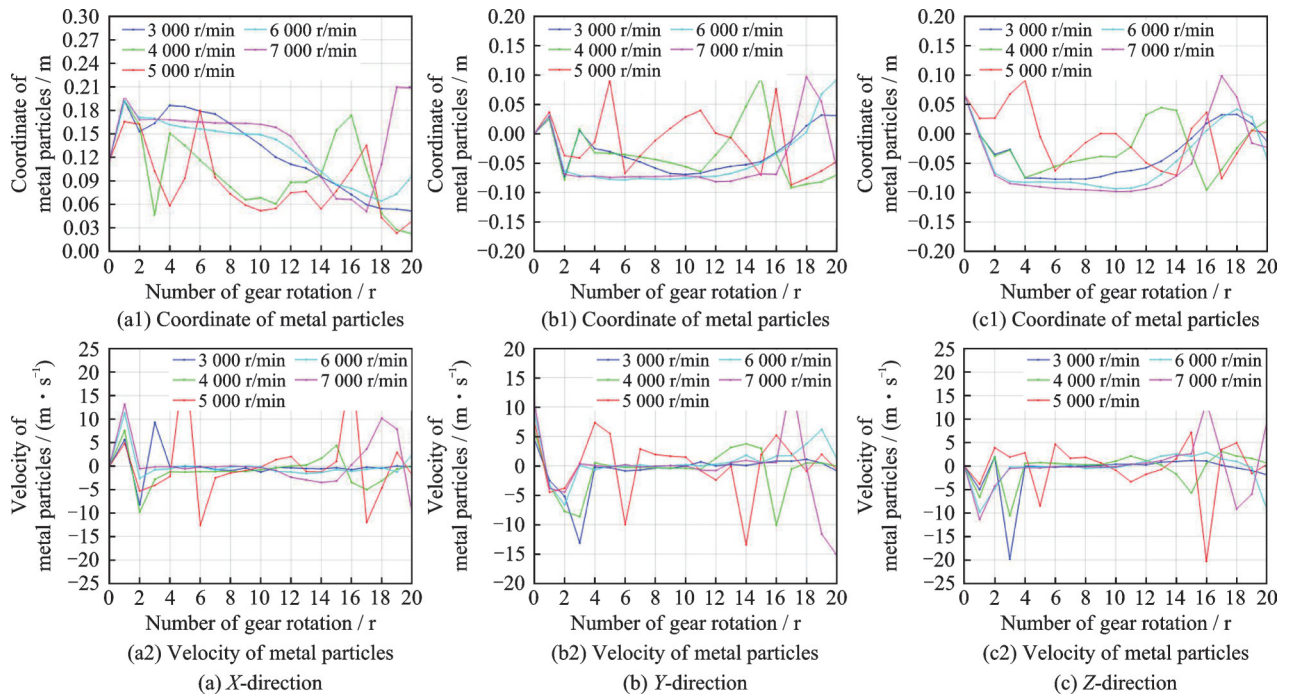 Coordinate of
metal particles / m
0.30
0.27
0.24
0.21
0.18
0.15
0.12
0.09
0.06
0.03
0.00
3 000 r/min
6 000 r/min
4 000 r/min
7 000 r/min
5 000 r/min
0 2 4 6 8 10 12 14 16 18 20
Number of gear rotation / r
(a1) Coordinate of metal particles
Coordinate of
metal particles / m
0.20
0.15
0.10
0.05
0.00
−0.05
−0.10
−0.15
−0.20
3 000 r/min
6 000 r/min
4 000 r/min
7 000 r/min
5 000 r/min
0 2 4 6 8 10 12 14 16 18 20
Number of gear rotation / r
(b1) Coordinate of metal particles
Coordinate of
metal particles / m
0.20
0.15
0.10
0.05
0.00
−0.05
−0.10
−0.15
−0.20
3 000 r/min
6 000 r/min
4 000 r/min
7 000 r/min
5 000 r/min
0 2 4 6 8 10 12 14 16 18 20
Number of gear rotation / r
(c1) Coordinate of metal particles
Velocity of
metal particles / (m · s⁻¹)
25
20
15
10
5
0
−5
−10
−15
−20
−25
3 000 r/min
6 000 r/min
4 000 r/min
7 000 r/min
5 000 r/min
0 2 4 6 8 10 12 14 16 18 20
Number of gear rotation / r
(a2) Velocity of metal particles
(a) X-direction
Velocity of
metal particles / (m · s⁻¹)
20
15
10
5
0
−5
−10
−15
−20
3 000 r/min
6 000 r/min
4 000 r/min
7 000 r/min
5 000 r/min
0 2 4 6 8 10 12 14 16 18 20
Number of gear rotation / r
(b2) Velocity of metal particles
(b) Y-direction
Velocity of
metal particles / (m · s⁻¹)
25
20
15
10
5
0
−5
−10
−15
−20
−25
3 000 r/min
6 000 r/min
4 000 r/min
7 000 r/min
5 000 r/min
0 2 4 6 8 10 12 14 16 18 20
Number of gear rotation / r
(c2) Velocity of metal particles
(c) Z-direction